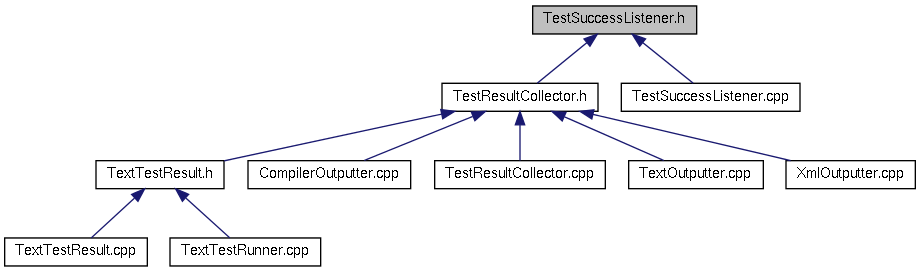 TestSuccessListener.h
TestResultCollector.h
TestSuccessListener.cpp
TextTestResult.h
CompilerOutputter.cpp
TestResultCollector.cpp
TextOutputter.cpp
XmlOutputter.cpp
TextTestResult.cpp
TextTestRunner.cpp